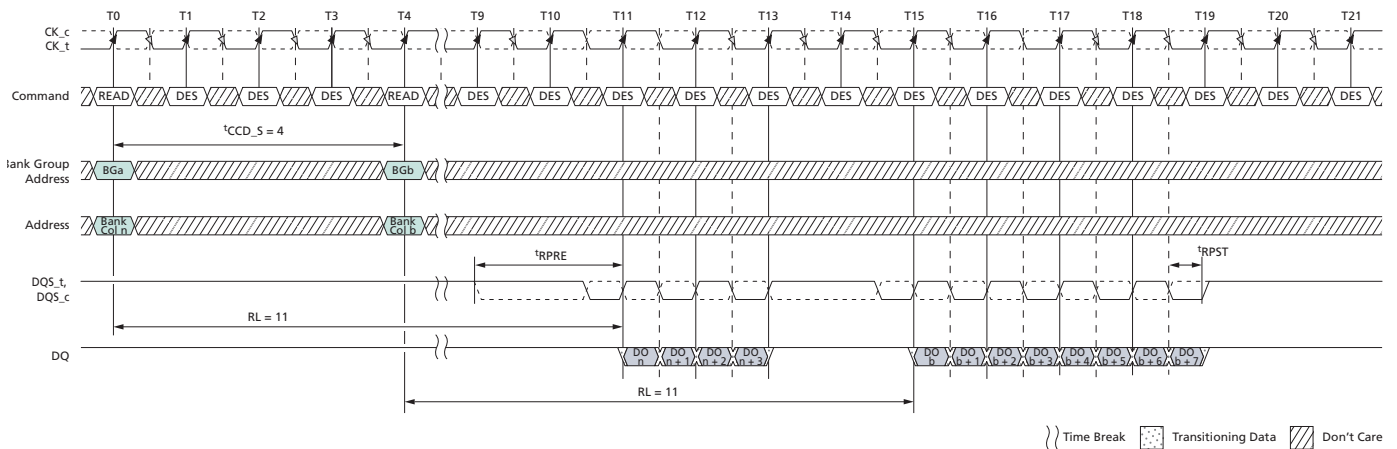 T0 T1 T2 T3 T4 T9 T10 T11 T12 T13 T14 T15 T16 T17 T18 T19 T20 T21
CK_c
CK_t
Command READ DES DES DES READ DES DES DES DES DES DES DES DES DES DES DES DES DES
tCCD_S = 4
Bank Group
Address
BGa BGb
Address
Bank
Col n
Bank
Col b
tRPRE tRPST
DQS_t,
DQS_c
RL = 11
DQ
DO
n
DO
n + 1
DO
n + 2
DO
n + 3
DO
b
DO
b + 1
DO
b + 2
DO
b + 3
DO
b + 4
DO
b + 5
DO
b + 6
DO
b + 7
RL = 11
Time Break Transitioning Data Don't Care